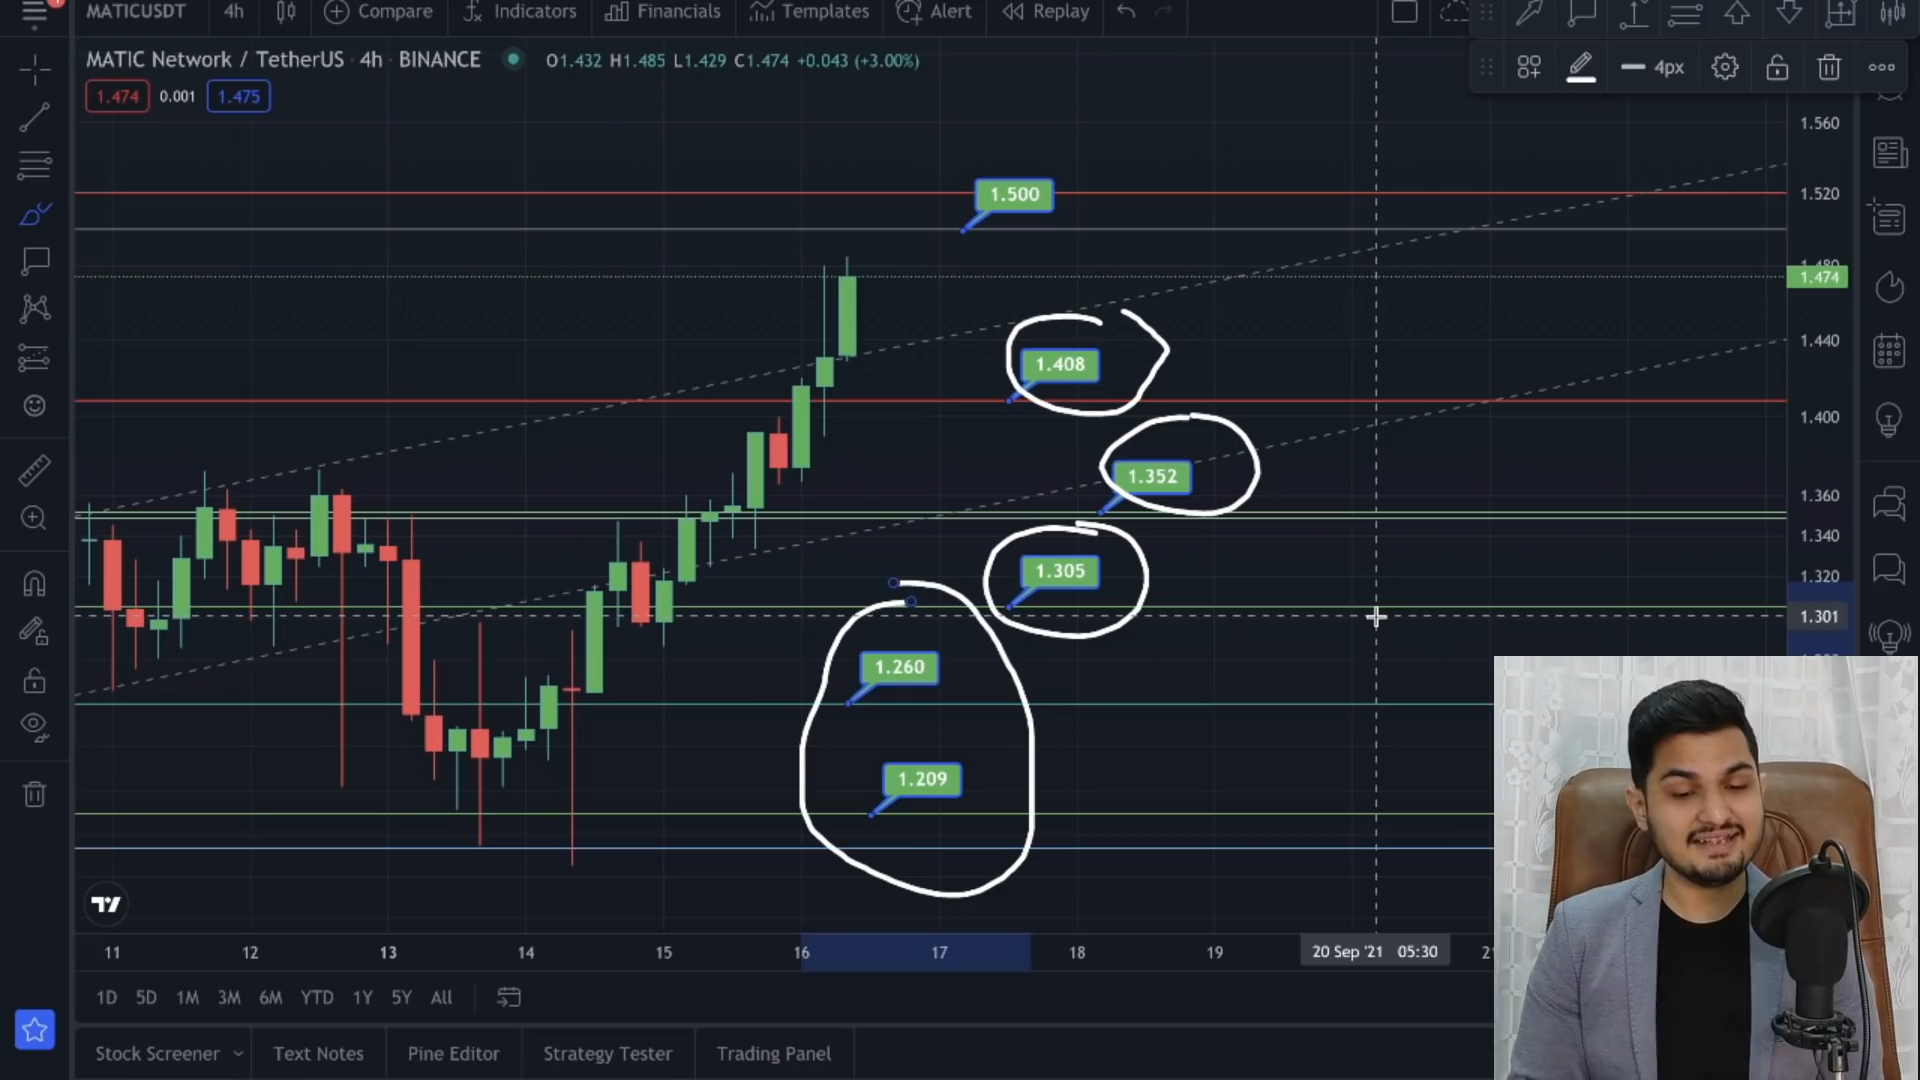 MATICUSDT 4h Compare Indicators Financials Templates Alert Replay
MATIC Network / TetherUS · 4h · BINANCE O1.432 H1.485 L1.429 C1.474 +0.043 (+3.00%)
4px
1.474 0.001 1.475
1.560
1.500
1.520
1.474
1.408
1.440
1.400
1.352
1.360
1.340
1.305
1.320
1.301
1.260
1.209
11 12 13 14 15 16 17 18 19 20 Sep '21 05:30
1D 5D 1M 3M 6M YTD 1Y 5Y All
Stock Screener Text Notes Pine Editor Strategy Tester Trading Panel